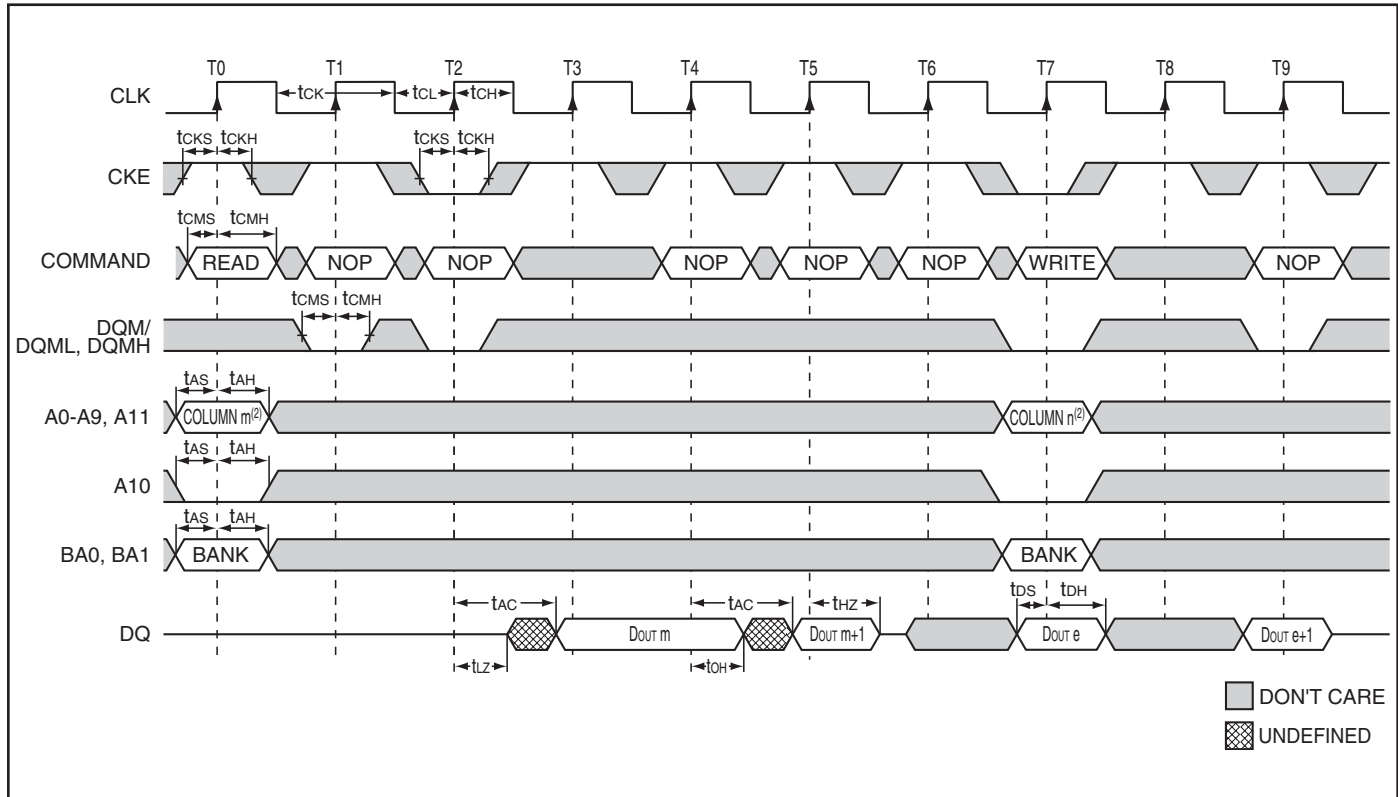 T0 T1 T2 T3 T4 T5 T6 T7 T8 T9
CLK
tCK tCL tCH
tCKS tCKH tCKS tCKH
CKE
tCMS tCMH
COMMAND READ NOP NOP NOP NOP NOP WRITE NOP
tCMS tCMH
DQM/
DQML, DQMH
tAS tAH
A0-A9, A11 COLUMN m(2) COLUMN n(2)
tAS tAH
A10
tAS tAH
BA0, BA1 BANK BANK
tAC tAC tHZ tDS tDH
DQ DOUT m DOUT m+1 DOUT e DOUT e+1
tLZ tOH
DON'T CARE
UNDEFINED